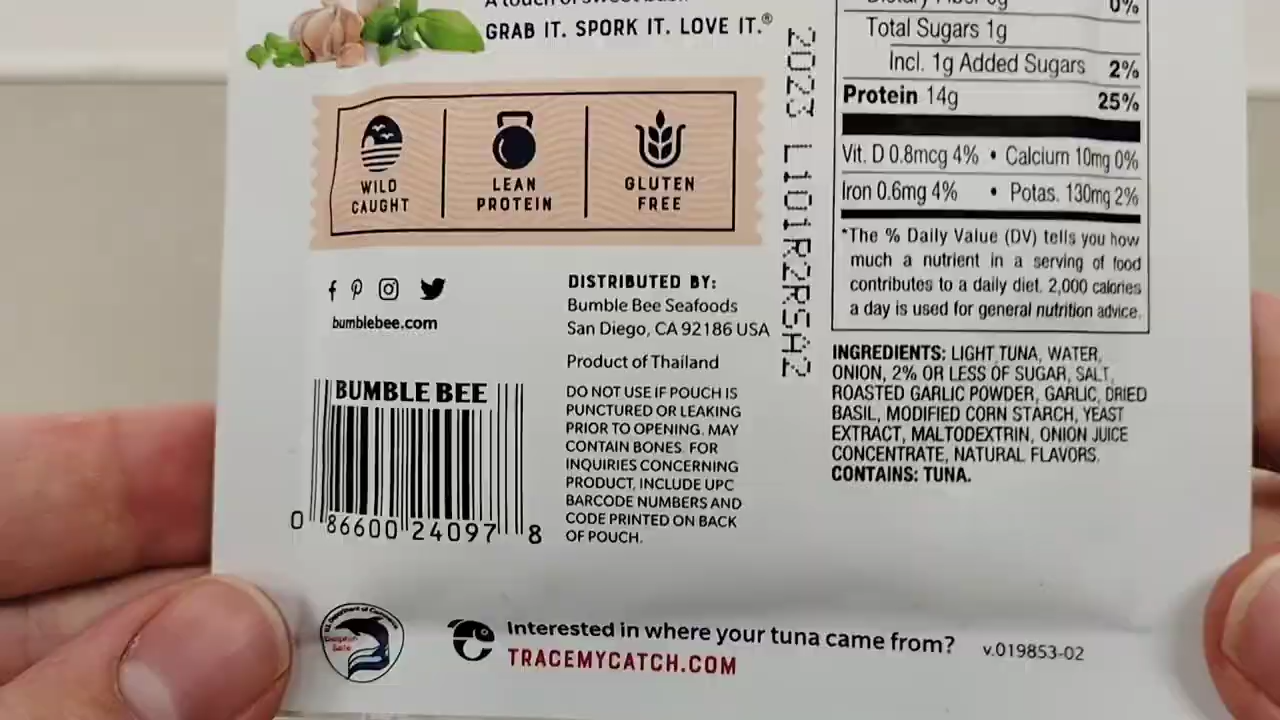 GRAB IT. SPORK IT. LOVE IT.®
WILD
CAUGHT
LEAN
PROTEIN
GLUTEN
FREE
bumblebee.com
DISTRIBUTED BY:
Bumble Bee Seafoods
San Diego, CA 92186 USA
Product of Thailand
DO NOT USE IF POUCH IS
PUNCTURED OR LEAKING
PRIOR TO OPENING. MAY
CONTAIN BONES. FOR
INQUIRIES CONCERNING
PRODUCT, INCLUDE UPC
BARCODE NUMBERS AND
CODE PRINTED ON BACK
OF POUCH.
BUMBLE BEE
0 86600 24097 8
2023 L101R2RSA2
0%
Total Sugars 1g
Incl. 1g Added Sugars 2%
Protein 14g 25%
Vit. D 0.8mcg 4% • Calcium 10mg 0%
Iron 0.6mg 4% • Potas. 130mg 2%
*The % Daily Value (DV) tells you how
much a nutrient in a serving of food
contributes to a daily diet. 2,000 calories
a day is used for general nutrition advice.
INGREDIENTS: LIGHT TUNA, WATER,
ONION, 2% OR LESS OF SUGAR, SALT,
ROASTED GARLIC POWDER, GARLIC, DRIED
BASIL, MODIFIED CORN STARCH, YEAST
EXTRACT, MALTODEXTRIN, ONION JUICE
CONCENTRATE, NATURAL FLAVORS.
CONTAINS: TUNA.
Dolphin
Safe
Interested in where your tuna came from?
TRACEMYCATCH.COM
v.019853-02